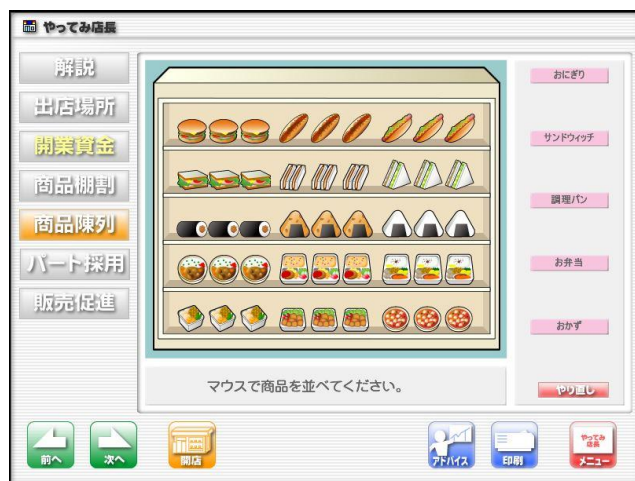 やってみ店長
解説
出店場所
開業資金
商品棚割
商品陳列
パート採用
販売促進
おにぎり
サンドウィッチ
調理パン
お弁当
おかず
やり直し
マウスで商品を並べてください。
前へ
次へ
開店
アドバイス
印刷
やってみ
店長
メニュー